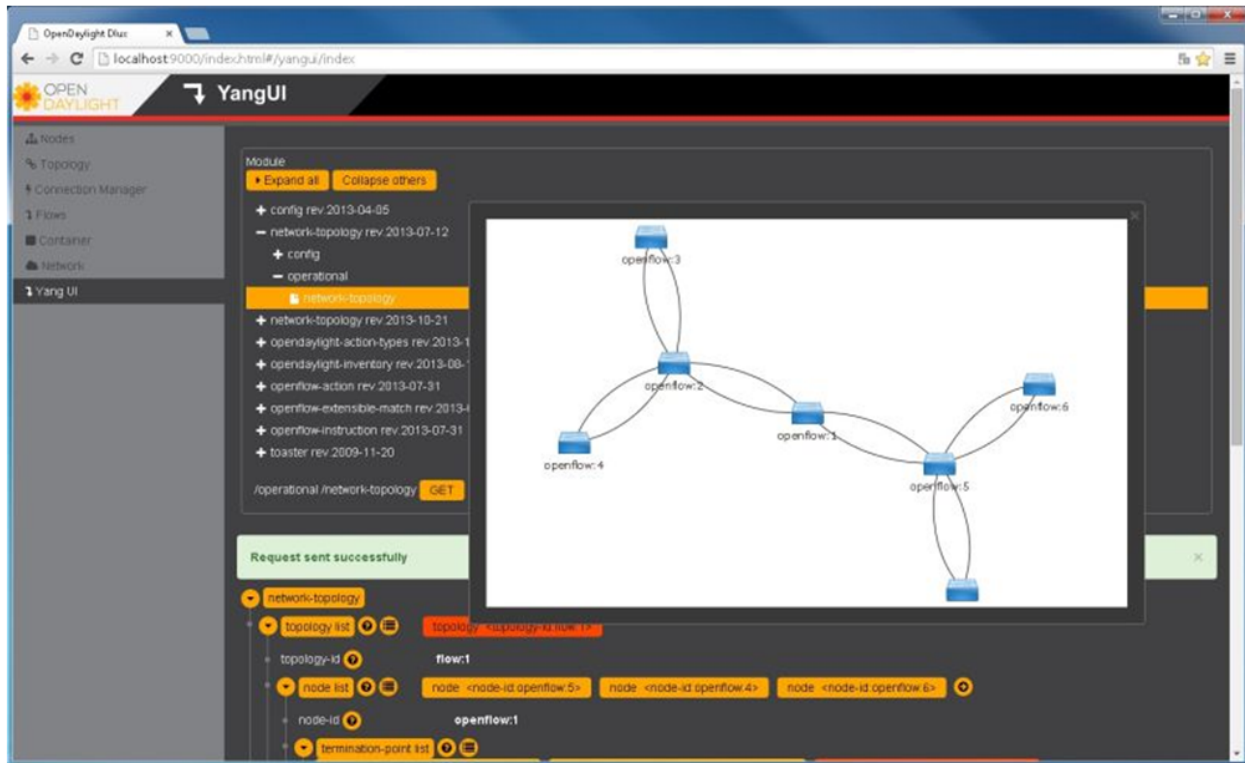 OpenDaylight Dlux
localhost:9000/index.html#/yangui/index
OPEN
DAYLIGHT
YangUI
Nodes
Topology
Connection Manager
Flows
Container
Network
Yang UI
Module
Expand all Collapse others
config rev.2013-04-05
network-topology rev.2013-07-12
config
operational
network-topology
network-topology rev.2013-10-21
opendaylight-action-types rev.2013-1
opendaylight-inventory rev.2013-08-1
openflow-action rev.2013-07-31
openflow-extensible-match rev.2013-
openflow-instruction rev.2013-07-31
toaster rev.2009-11-20
/operational /network-topology GET
openflow:3
openflow:2
openflow:6
openflow:1
openflow:4
openflow:5
Request sent successfully
network-topology
topology list topology <topology-id:flow:1>
topology-id flow:1
node list node <node-id:openflow:5> node <node-id:openflow:4> node <node-id:openflow:6>
node-id openflow:1
termination-point list